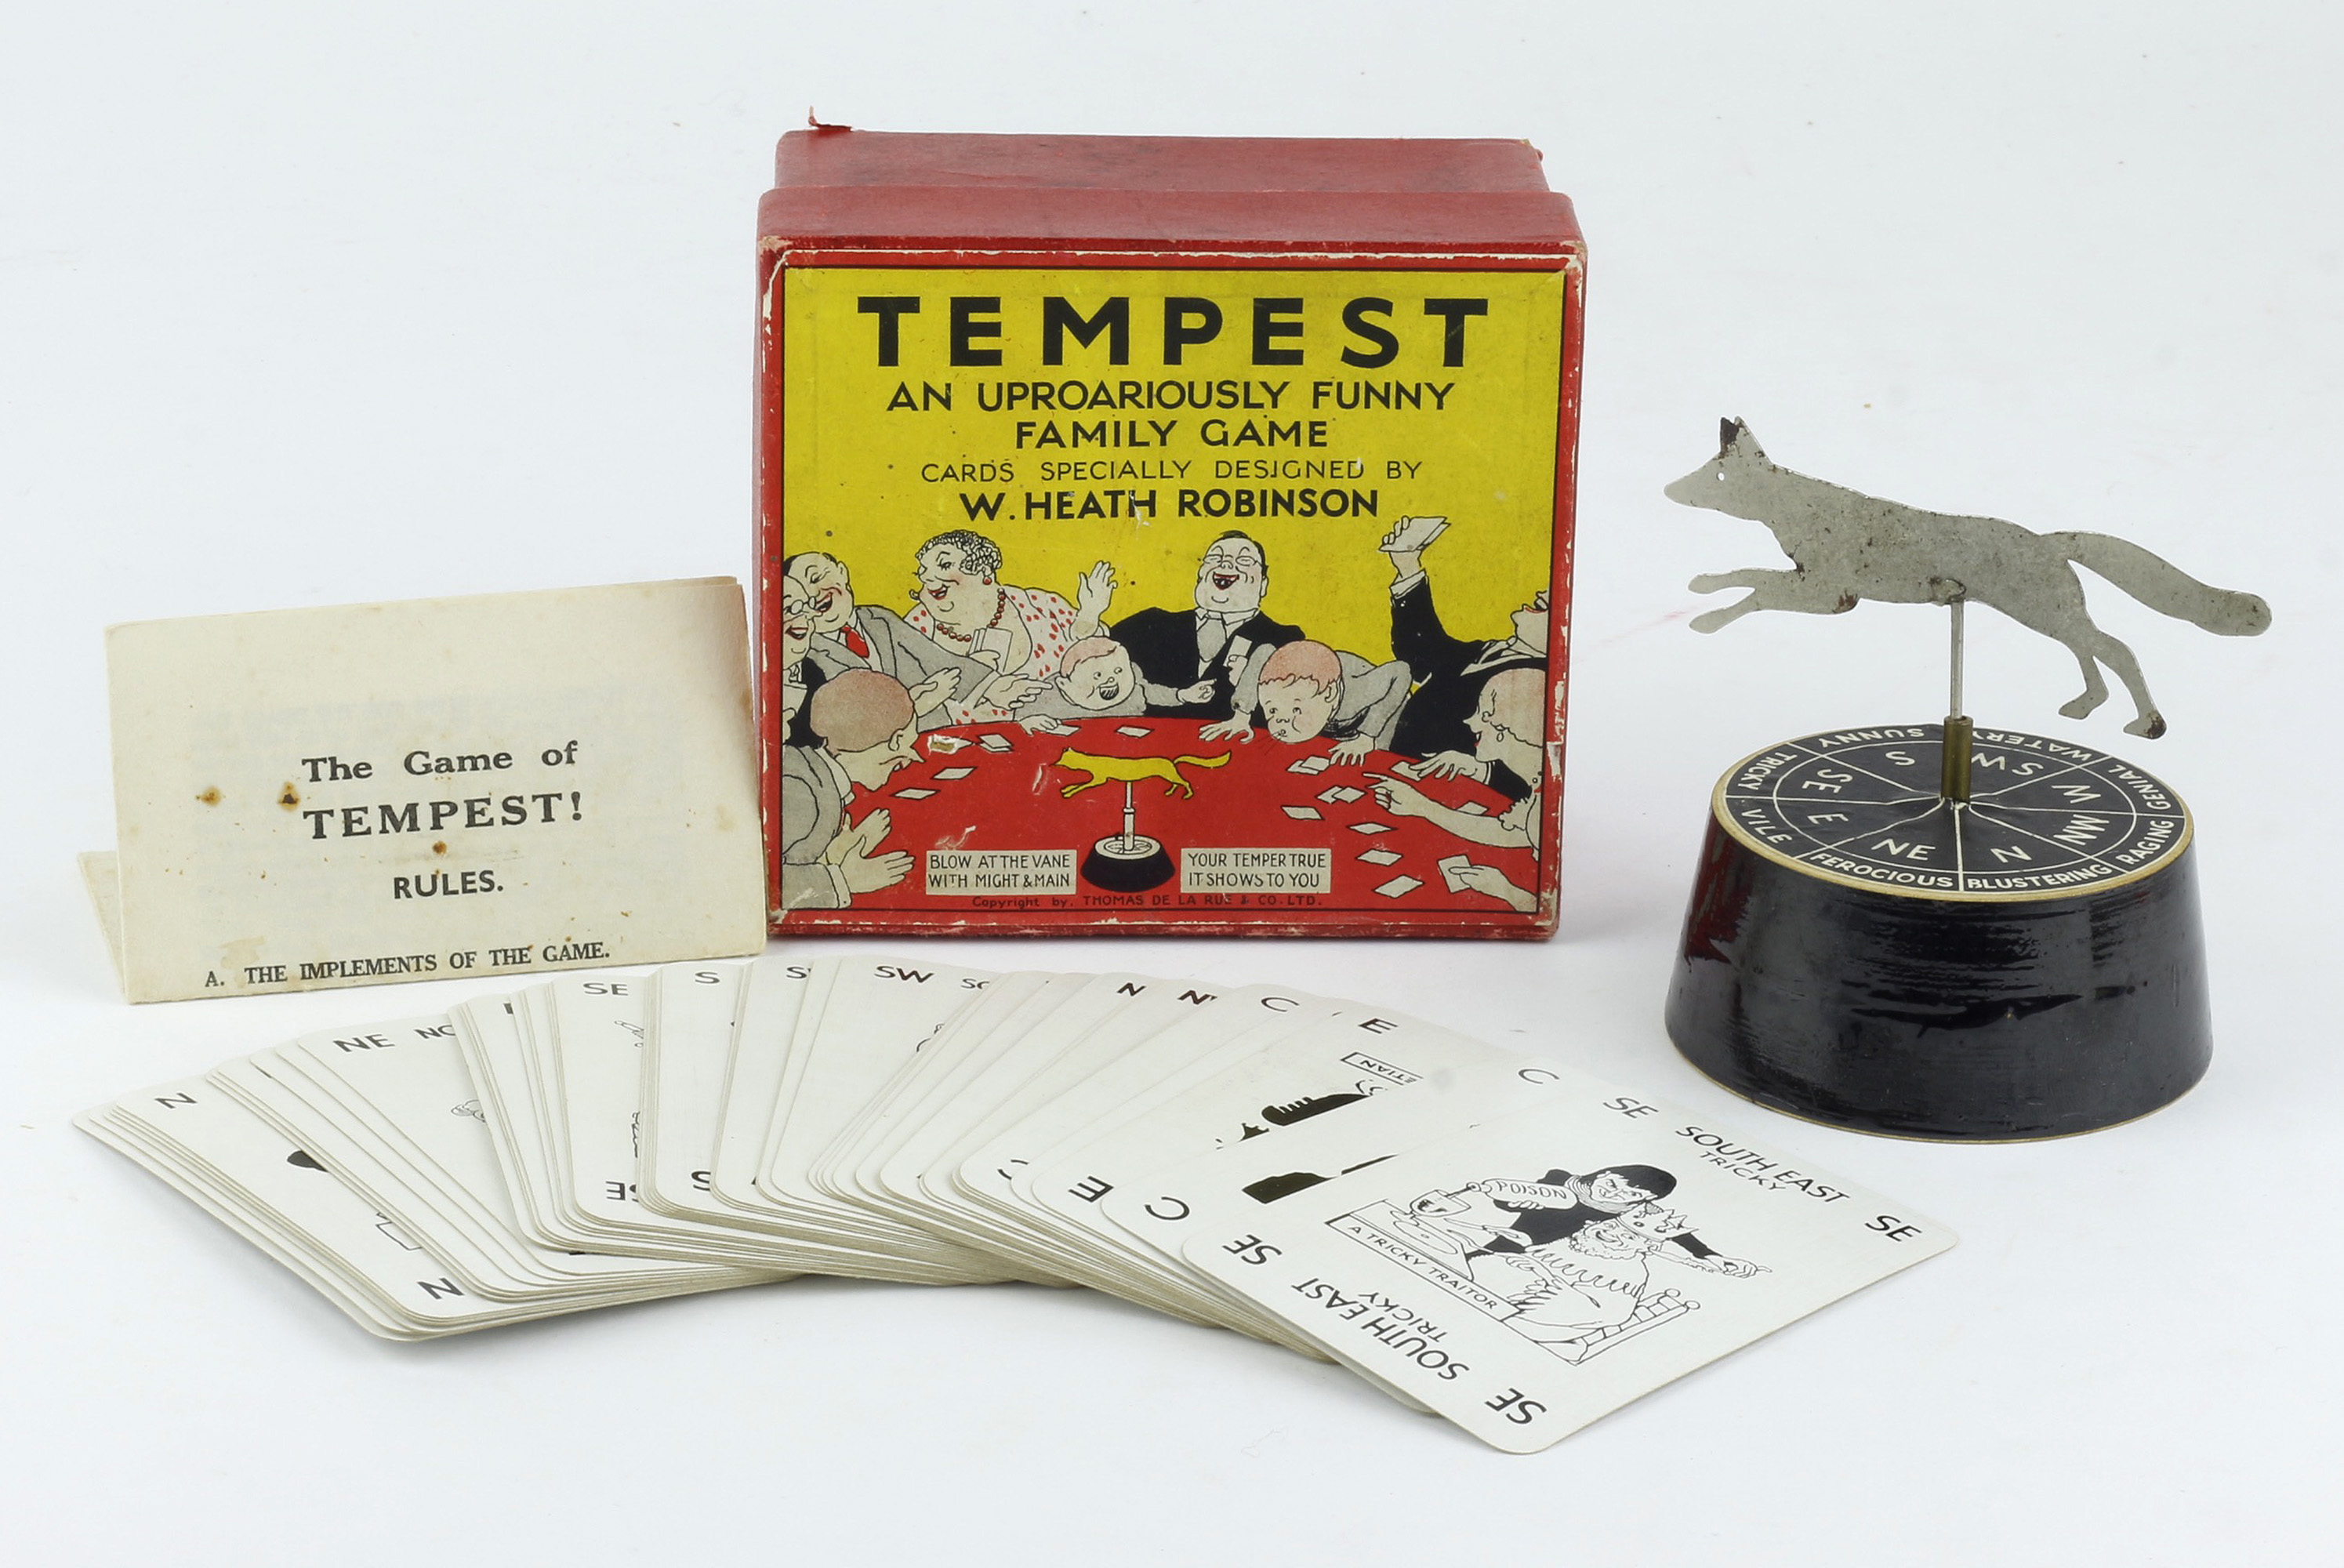 TEMPEST
AN UPROARIOUSLY FUNNY
FAMILY GAME
CARDS SPECIALLY DESIGNED BY
W. HEATH ROBINSON
BLOW AT THE VANE
WITH MIGHT & MAIN
YOUR TEMPER TRUE
IT SHOWS TO YOU
Copyright by. THOMAS DE LA RUE & CO. LTD.
The Game of
TEMPEST!
RULES.
A. THE IMPLEMENTS OF THE GAME.
SUNNY
WATERY
GENIAL
RAGING
BLUSTERING
FEROCIOUS
VILE
TRICKY
S
SW
W
NW
N
NE
E
SE
N
N
NE
SE
SE
S
S
SW
N
C
E
E
C
C
SE
SOUTH EAST
TRICKY
SE
POISON
A TRICKY TRAITOR
SE
SOUTH EAST
TRICKY
SE